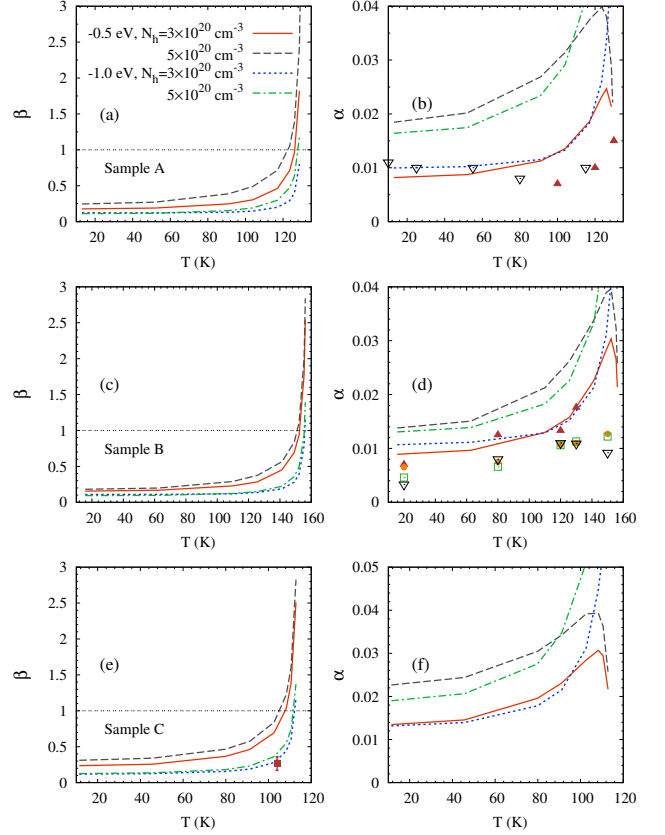 -0.5 eV, N_h=3×10^20 cm^-3
5×10^20 cm^-3
-1.0 eV, N_h=3×10^20 cm^-3
5×10^20 cm^-3
(a)
Sample A
β
3
2.5
2
1.5
1
0.5
0
20 40 60 80 100 120
T (K)
(b)
α
0.04
0.03
0.02
0.01
0
20 40 60 80 100 120
T (K)
(c)
Sample B
β
3
2.5
2
1.5
1
0.5
0
20 40 60 80 100 120 140 160
T (K)
(d)
α
0.04
0.03
0.02
0.01
0
20 40 60 80 100 120 140 160
T (K)
(e)
Sample C
β
3
2.5
2
1.5
1
0.5
0
20 40 60 80 100 120
T (K)
(f)
α
0.05
0.04
0.03
0.02
0.01
0
20 40 60 80 100 120
T (K)